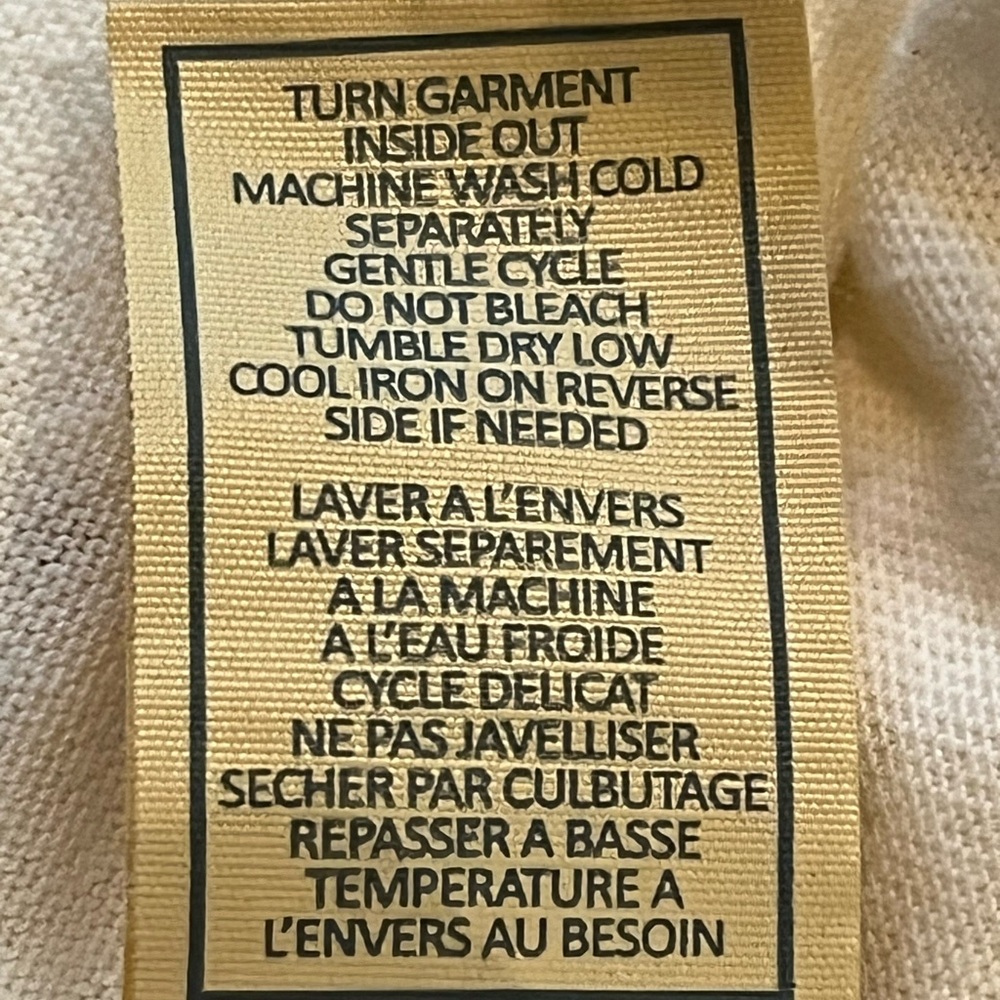 TURN GARMENT
INSIDE OUT
MACHINE WASH COLD
SEPARATELY
GENTLE CYCLE
DO NOT BLEACH
TUMBLE DRY LOW
COOL IRON ON REVERSE
SIDE IF NEEDED
LAVER A L'ENVERS
LAVER SEPAREMENT
A LA MACHINE
A L'EAU FROIDE
CYCLE DELICAT
NE PAS JAVELLISER
SECHER PAR CULBUTAGE
REPASSER A BASSE
TEMPERATURE A
L'ENVERS AU BESOIN